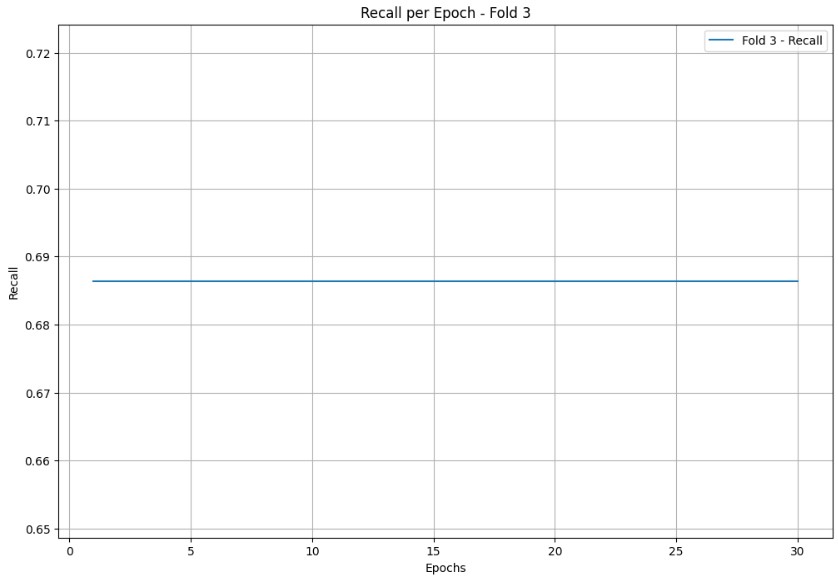 Recall per Epoch - Fold 3
Fold 3 - Recall
0.72
0.71
0.70
0.69
0.68
0.67
0.66
0.65
Recall
0 5 10 15 20 25 30
Epochs